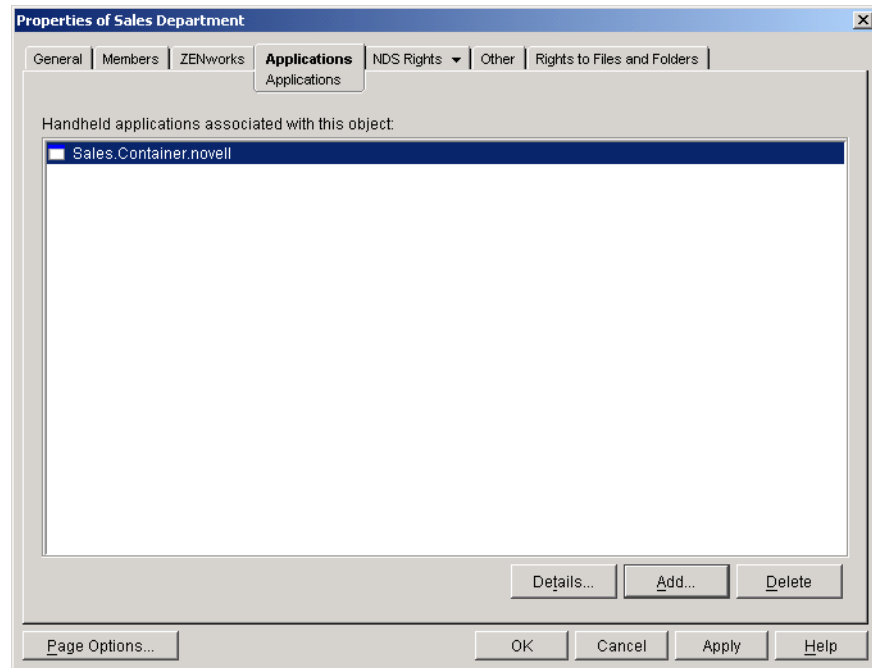 Properties of Sales Department
General Members ZENworks Applications NDS Rights Other Rights to Files and Folders
Applications
Handheld applications associated with this object:
Sales.Container.novell
Details... Add... Delete
Page Options... OK Cancel Apply Help